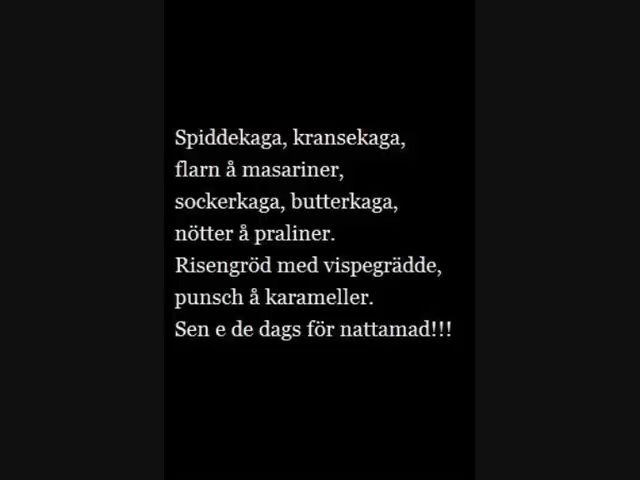 Spiddekaga, kransekaga,
flarn å masariner,
sockerkaga, butterkaga,
nötter å praliner.
Risengröd med vispegrädde,
punsch å karameller.
Sen e de dags för nattamad!!!